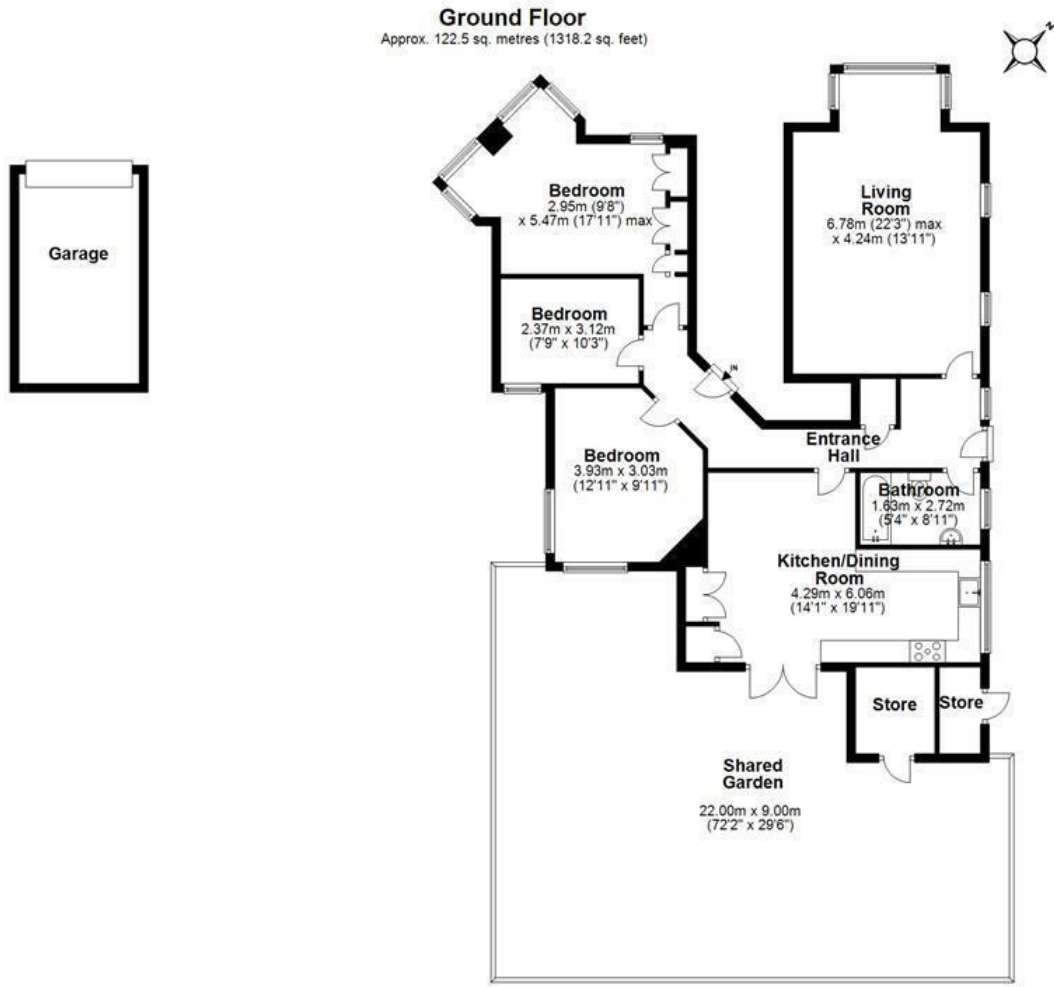 Ground Floor
Approx. 122.5 sq. metres (1318.2 sq. feet)
N
Garage
Bedroom
2.95m (9'8")
x 5.47m (17'11") max
Living
Room
6.78m (22'3") max
x 4.24m (13'11")
Bedroom
2.37m x 3.12m
(7'9" x 10'3")
IN
Entrance
Hall
Bedroom
3.93m x 3.03m
(12'11" x 9'11")
Bathroom
1.63m x 2.72m
(5'4" x 8'11")
Kitchen/Dining
Room
4.29m x 6.06m
(14'1" x 19'11")
Store
Store
Shared
Garden
22.00m x 9.00m
(72'2" x 29'6")